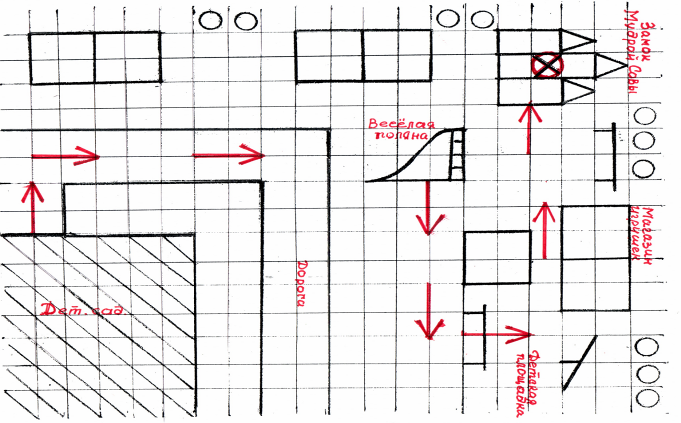 Замок
Мудрой Совы
Весёлая
поляна
Магазин
игрушек
Дорога
Дет. сад
Детская
площадка